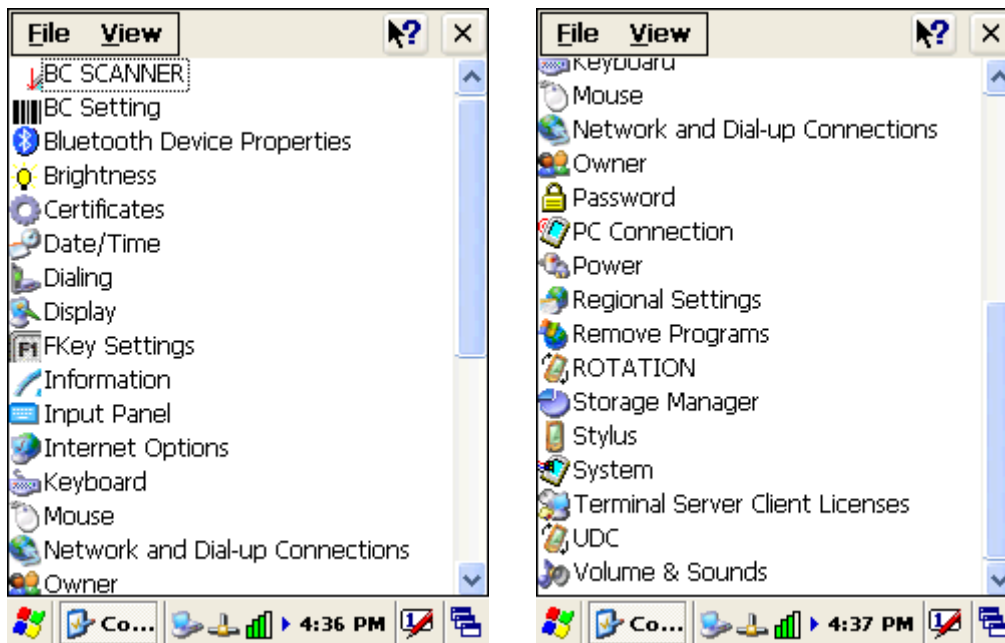 File View
BC SCANNER
BC Setting
Bluetooth Device Properties
Brightness
Certificates
Date/Time
Dialing
Display
F1 FKey Settings
Information
Input Panel
Internet Options
Keyboard
Mouse
Network and Dial-up Connections
Owner
Co... 4:36 PM
File View
Keyboard
Mouse
Network and Dial-up Connections
Owner
Password
PC Connection
Power
Regional Settings
Remove Programs
ROTATION
Storage Manager
Stylus
System
Terminal Server Client Licenses
UDC
Volume & Sounds
Co... 4:37 PM